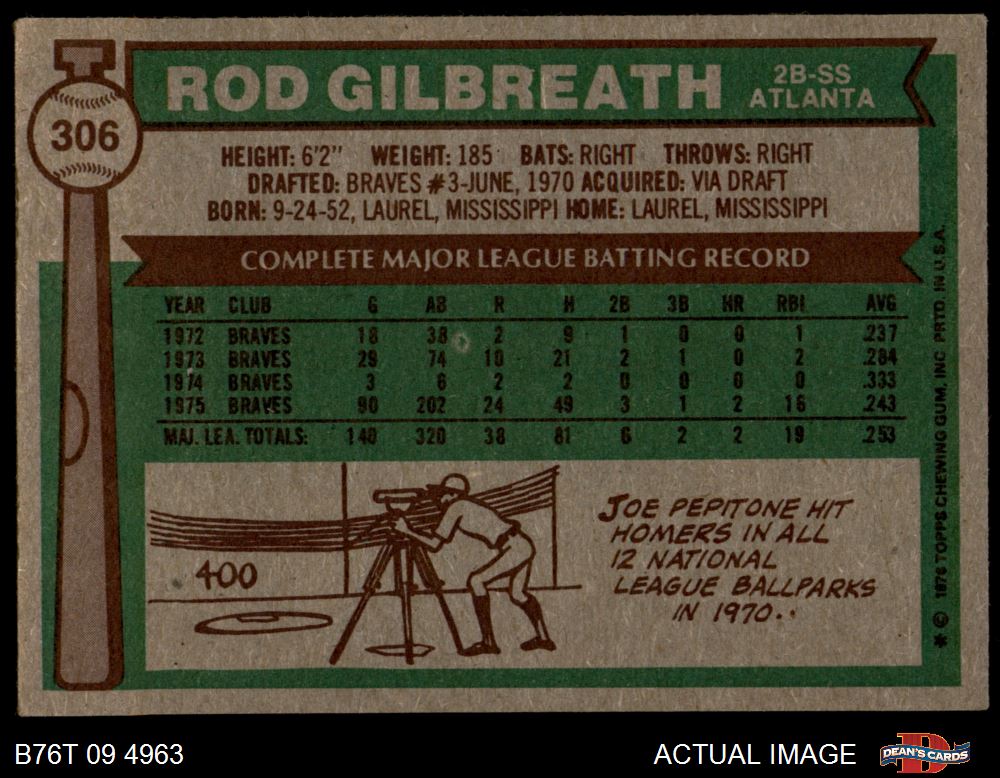 306
ROD GILBREATH
2B-SS
ATLANTA
HEIGHT: 6'2" WEIGHT: 185 BATS: RIGHT THROWS: RIGHT
DRAFTED: BRAVES #3-JUNE, 1970 ACQUIRED: VIA DRAFT
BORN: 9-24-52, LAUREL, MISSISSIPPI HOME: LAUREL, MISSISSIPPI
COMPLETE MAJOR LEAGUE BATTING RECORD
YEAR CLUB G AB R H 2B 3B HR RBI AVG
1972 BRAVES 18 38 2 9 1 0 0 1 .237
1973 BRAVES 29 74 10 21 2 1 0 2 .284
1974 BRAVES 3 6 2 2 0 0 0 0 .333
1975 BRAVES 90 202 24 49 3 1 2 16 .243
MAJ. LEA. TOTALS: 140 320 38 81 6 2 2 19 .253
400
JOE PEPITONE HIT
HOMERS IN ALL
12 NATIONAL
LEAGUE BALLPARKS
IN 1970..
* © 1976 TOPPS CHEWING GUM, INC PRTD. IN U.S.A.
B76T 09 4963
ACTUAL IMAGE
DEAN'S CARDS